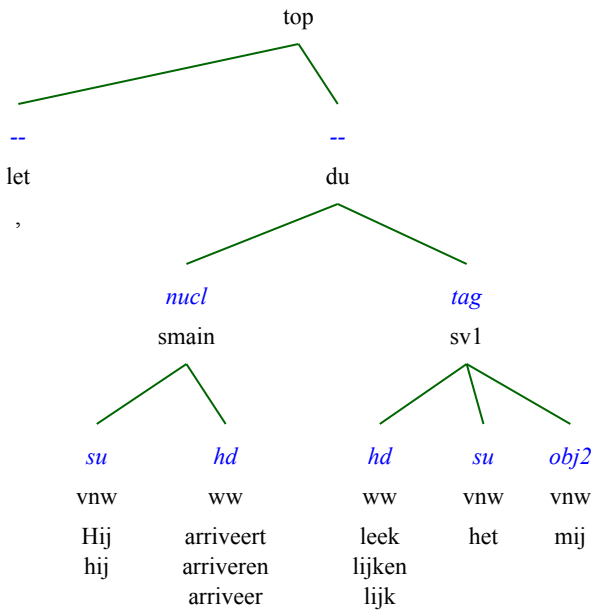 top
-- --
let du
,
nucl tag
smain sv1
su hd hd su obj2
vnw ww ww vnw vnw
Hij arriveert leek het mij
hij arriveren lijken
arriveer lijk